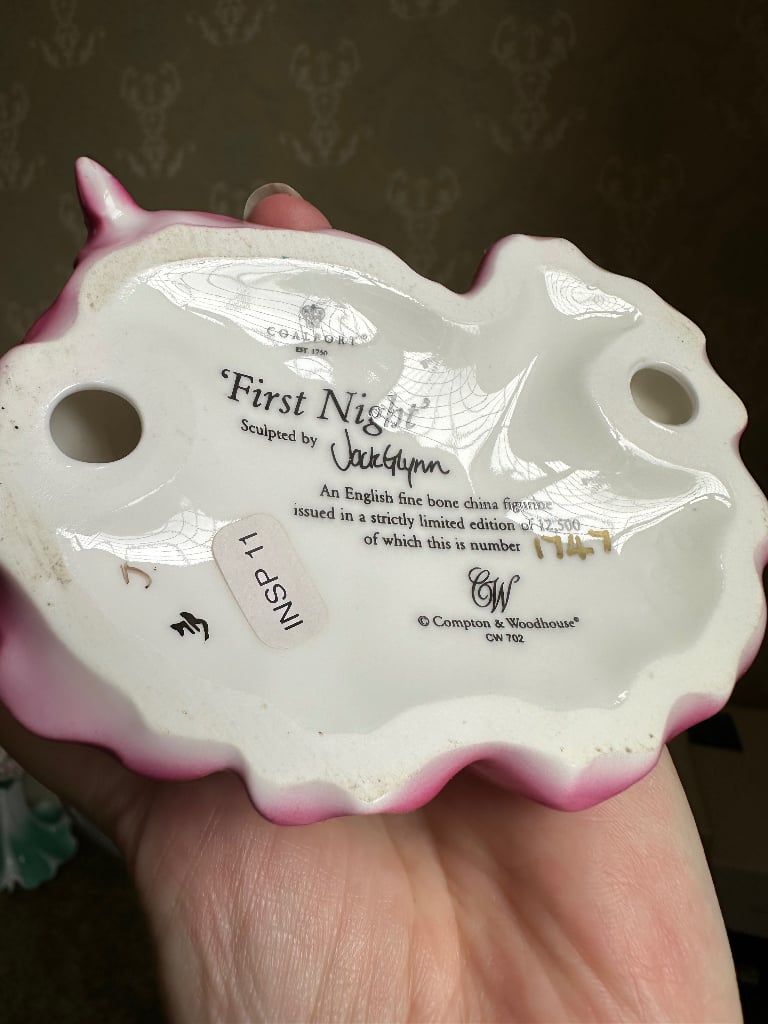 COALPORT®
EST. 1750
'First Night'
Sculpted by Jack Glynn
An English fine bone china figurine
issued in a strictly limited edition of 12,500
of which this is number 1747
CW
© Compton & Woodhouse®
CW 702
INSP 11